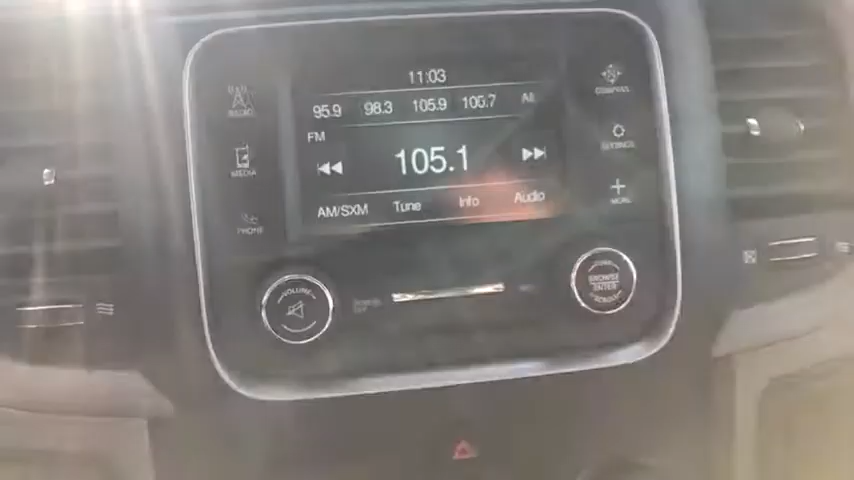 11:03
95.9 98.3 105.9 105.7 All
FM
105.1
AM/SXM Tune Info Audio
RADIO
MEDIA
PHONE
COMPASS
SETTINGS
MORE
VOLUME
BROWSE
ENTER
SCROLL